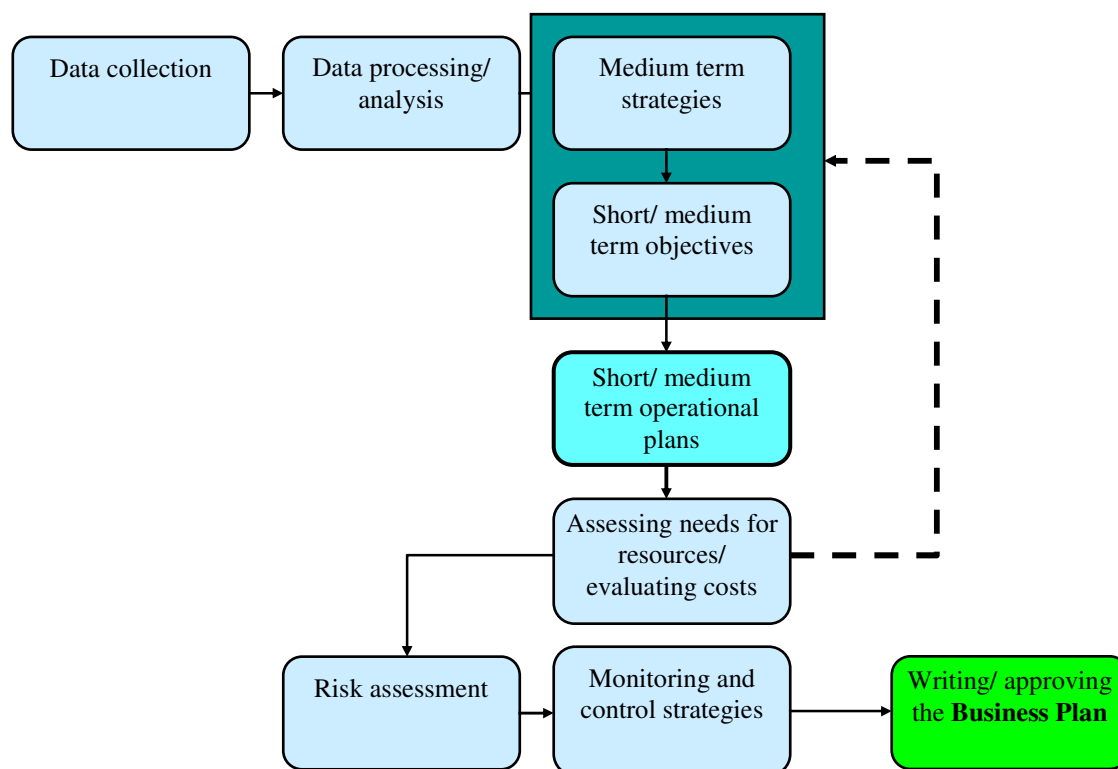 Data collection
Data processing/
analysis
Medium term
strategies
Short/ medium
term objectives
Short/ medium
term operational
plans
Assessing needs for
resources/
evaluating costs
Risk assessment
Monitoring and
control strategies
Writing/ approving
the Business Plan